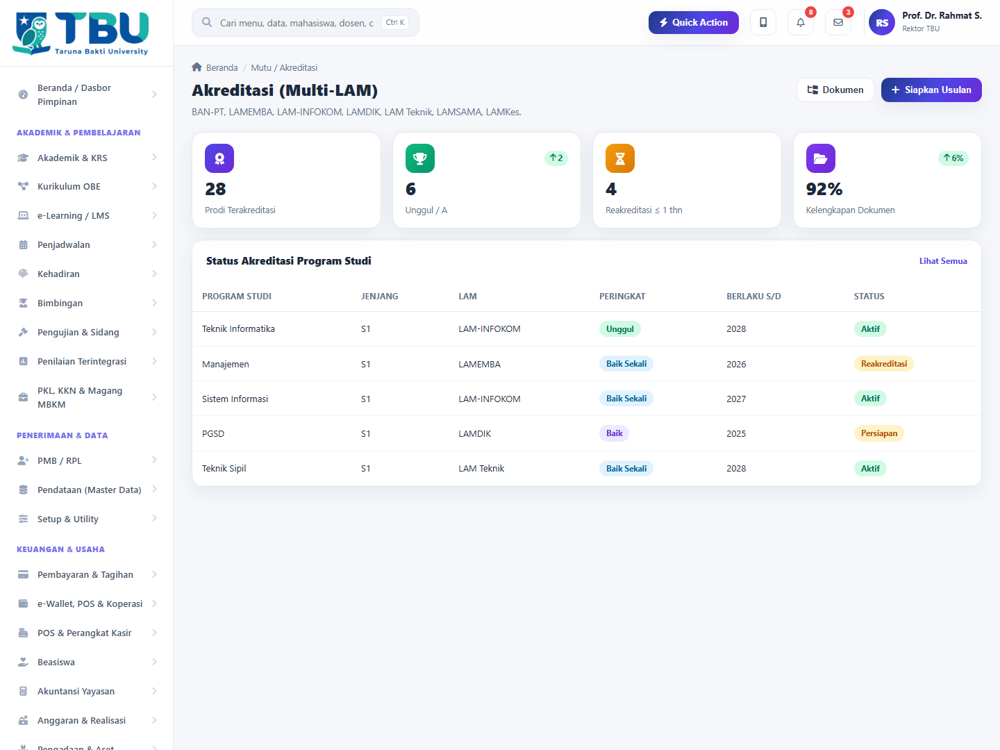 TBU
Taruna Bakti University
Cari menu, data, mahasiswa, dosen, c
Ctrl K
Quick Action
8
3
RS
Prof. Dr. Rahmat S.
Rektor TBU
Beranda / Dasbor
Pimpinan
AKADEMIK & PEMBELAJARAN
Akademik & KRS
Kurikulum OBE
e-Learning / LMS
Penjadwalan
Kehadiran
Bimbingan
Pengujian & Sidang
Penilaian Terintegrasi
PKL, KKN & Magang
MBKM
PENERIMAAN & DATA
PMB / RPL
Pendataan (Master Data)
Setup & Utility
KEUANGAN & USAHA
Pembayaran & Tagihan
e-Wallet, POS & Koperasi
POS & Perangkat Kasir
Beasiswa
Akuntansi Yayasan
Anggaran & Realisasi
Pengadaan & Aset
Beranda / Mutu / Akreditasi
Akreditasi (Multi-LAM)
BAN-PT, LAMEMBA, LAM-INFOKOM, LAMDIK, LAM Teknik, LAMSAMA, LAMKes.
Dokumen
Siapkan Usulan
28
Prodi Terakreditasi
↑2
6
Unggul / A
4
Reakreditasi ≤ 1 thn
↑6%
92%
Kelengkapan Dokumen
Status Akreditasi Program Studi
Lihat Semua
PROGRAM STUDI JENJANG LAM PERINGKAT BERLAKU S/D STATUS
Teknik Informatika S1 LAM-INFOKOM Unggul 2028 Aktif
Manajemen S1 LAMEMBA Baik Sekali 2026 Reakreditasi
Sistem Informasi S1 LAM-INFOKOM Baik Sekali 2027 Aktif
PGSD S1 LAMDIK Baik 2025 Persiapan
Teknik Sipil S1 LAM Teknik Baik Sekali 2028 Aktif